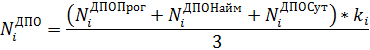 N_i^ДПО = ((N_i^ДПОПрог + N_i^ДПОНайм + N_i^ДПОСут) * k_i) / 3